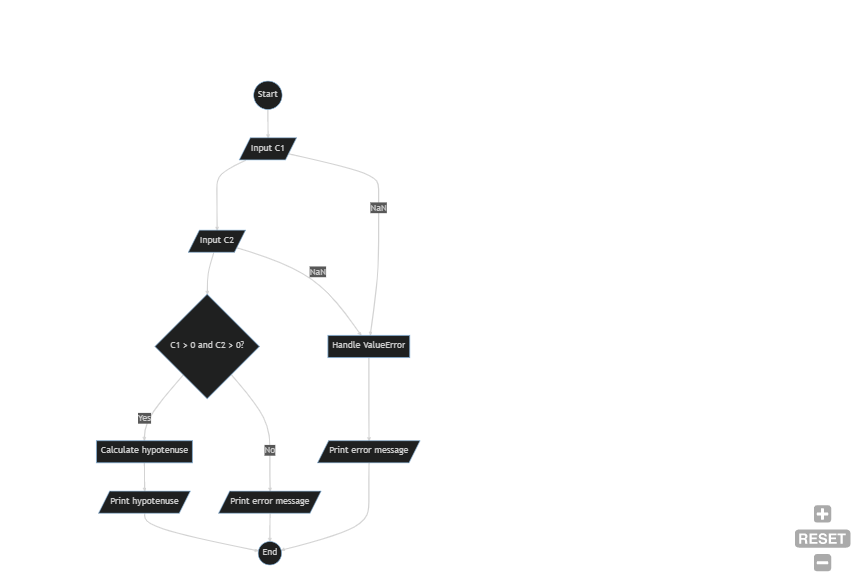 Start
Input C1
NaN
Input C2
NaN
C1 > 0 and C2 > 0?
Handle ValueError
Yes
Calculate hypotenuse
No
Print error message
Print hypotenuse
Print error message
End
RESET